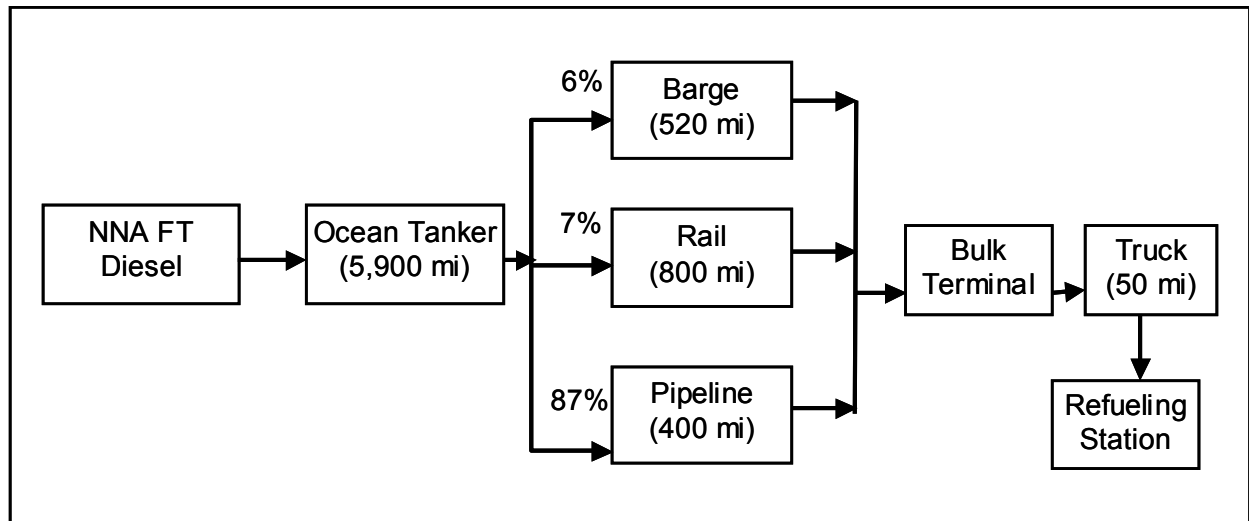 NNA FT
Diesel
Ocean Tanker
(5,900 mi)
6%
Barge
(520 mi)
7%
Rail
(800 mi)
87%
Pipeline
(400 mi)
Bulk
Terminal
Truck
(50 mi)
Refueling
Station